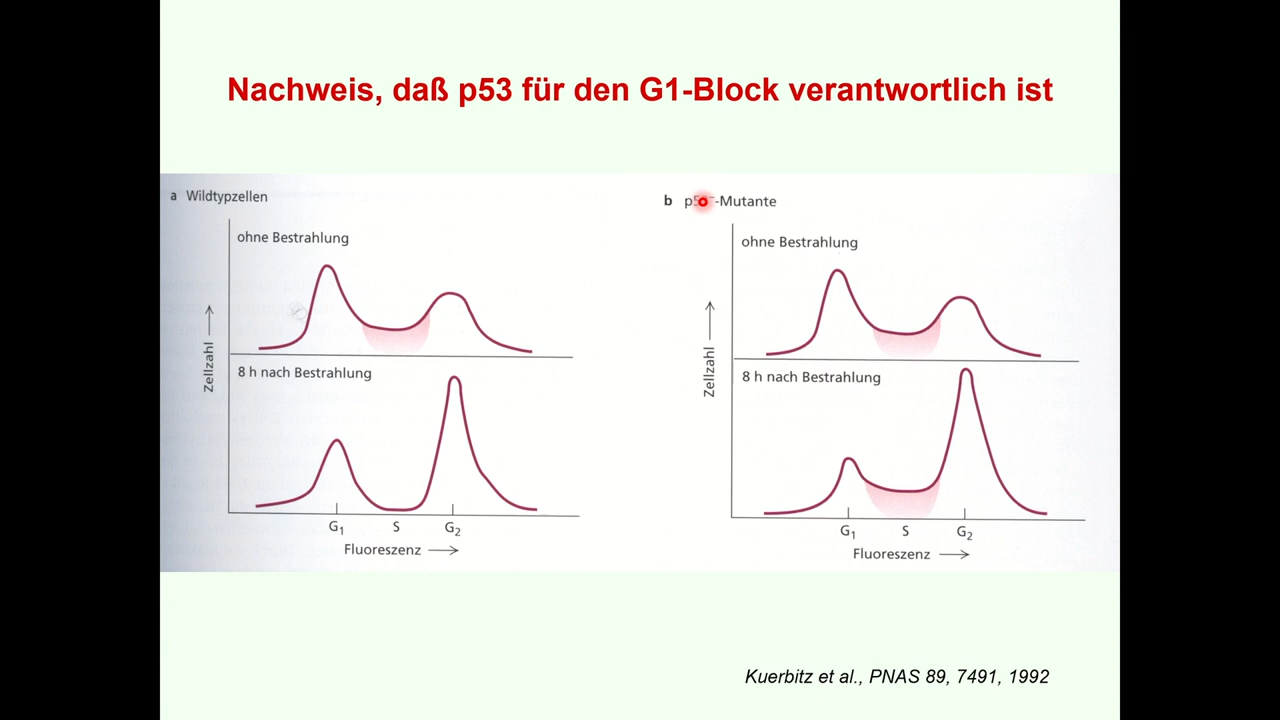 Nachweis, daß p53 für den G1-Block verantwortlich ist
a Wildtypzellen
ohne Bestrahlung
8 h nach Bestrahlung
Zellzahl
G₁ S G₂
Fluoreszenz
b -Mutante
ohne Bestrahlung
8 h nach Bestrahlung
Zellzahl
G₁ S G₂
Fluoreszenz
Kuerbitz et al., PNAS 89, 7491, 1992